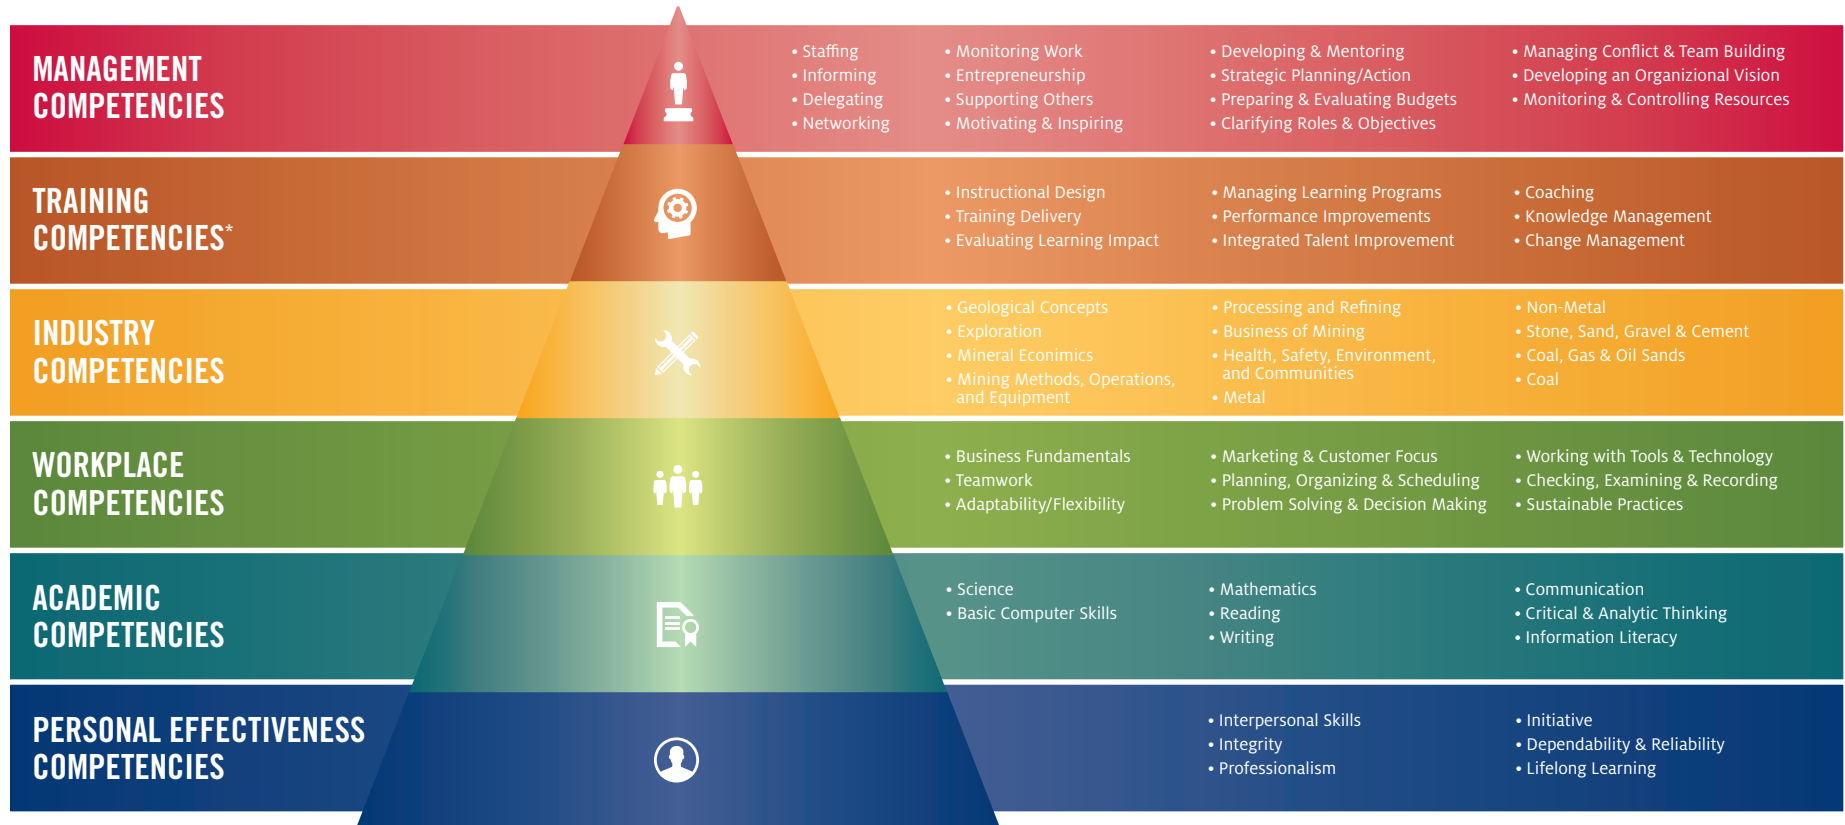 MANAGEMENT
COMPETENCIES
• Staffing
• Informing
• Delegating
• Networking
• Monitoring Work
• Entrepreneurship
• Supporting Others
• Motivating & Inspiring
• Developing & Mentoring
• Strategic Planning/Action
• Preparing & Evaluating Budgets
• Clarifying Roles & Objectives
• Managing Conflict & Team Building
• Developing an Organizional Vision
• Monitoring & Controlling Resources
TRAINING
COMPETENCIES*
• Instructional Design
• Training Delivery
• Evaluating Learning Impact
• Managing Learning Programs
• Performance Improvements
• Integrated Talent Improvement
• Coaching
• Knowledge Management
• Change Management
INDUSTRY
COMPETENCIES
• Geological Concepts
• Exploration
• Mineral Econimics
• Mining Methods, Operations,
and Equipment
• Processing and Refining
• Business of Mining
• Health, Safety, Environment,
and Communities
• Metal
• Non-Metal
• Stone, Sand, Gravel & Cement
• Coal, Gas & Oil Sands
• Coal
WORKPLACE
COMPETENCIES
• Business Fundamentals
• Teamwork
• Adaptability/Flexibility
• Marketing & Customer Focus
• Planning, Organizing & Scheduling
• Problem Solving & Decision Making
• Working with Tools & Technology
• Checking, Examining & Recording
• Sustainable Practices
ACADEMIC
COMPETENCIES
• Science
• Basic Computer Skills
• Mathematics
• Reading
• Writing
• Communication
• Critical & Analytic Thinking
• Information Literacy
PERSONAL EFFECTIVENESS
COMPETENCIES
• Interpersonal Skills
• Integrity
• Professionalism
• Initiative
• Dependability & Reliability
• Lifelong Learning